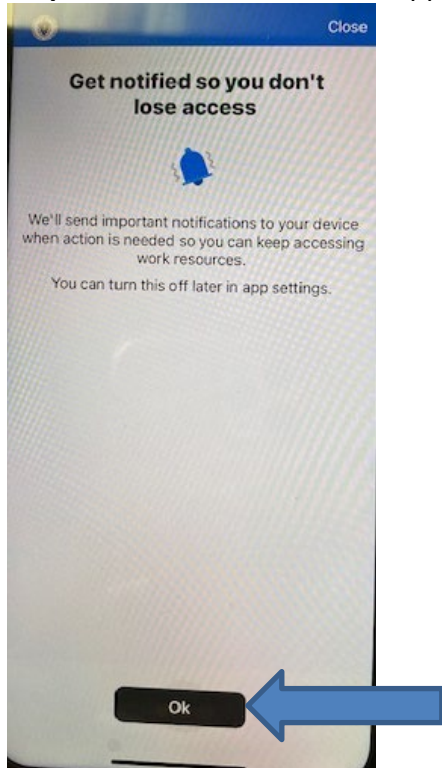 Close
Get notified so you don't
lose access
We'll send important notifications to your device
when action is needed so you can keep accessing
work resources.
You can turn this off later in app settings.
Ok